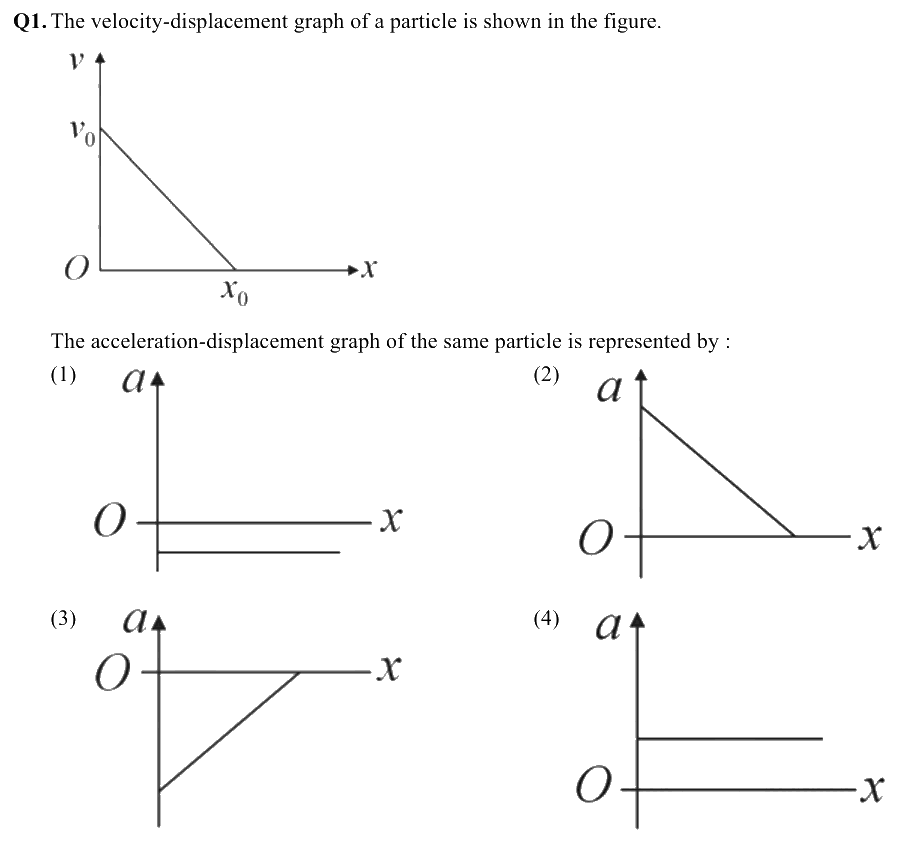 Q1. The velocity-displacement graph of a particle is shown in the figure.
v
v₀
O
x
x₀
The acceleration-displacement graph of the same particle is represented by :
(1) a
O x
(2) a
O x
(3) a
O x
(4) a
O x